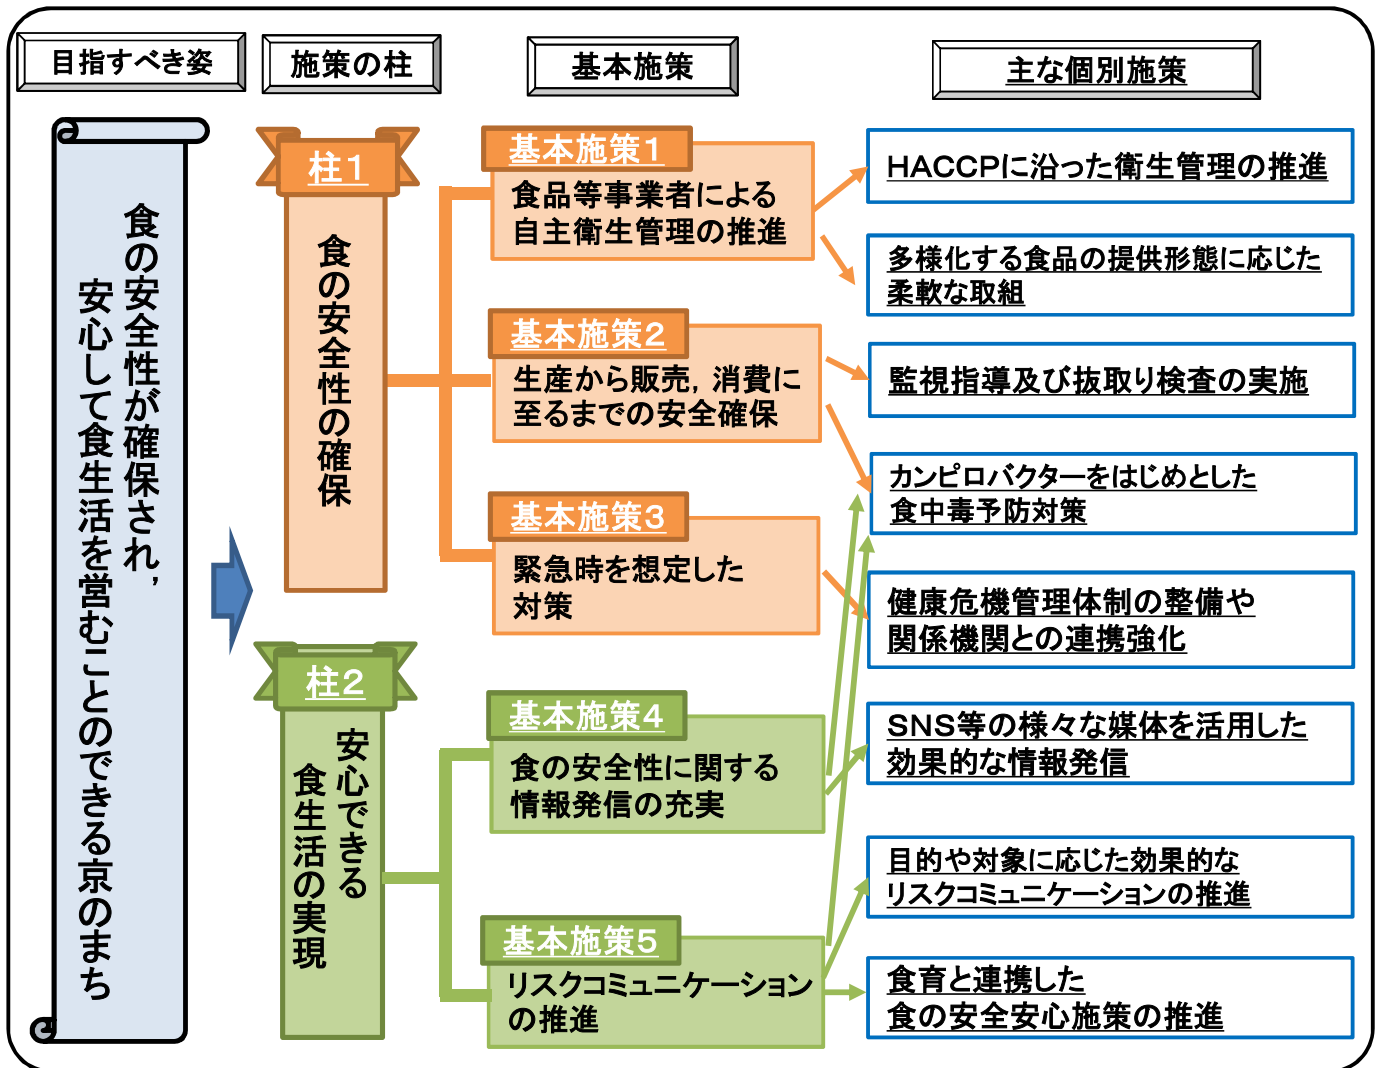 目指すべき姿
施策の柱
基本施策
主な個別施策
食の安全性が確保され，
安心して食生活を営むことのできる京のまち
柱１
食の安全性の確保
基本施策１
食品等事業者による
自主衛生管理の推進
基本施策２
生産から販売，消費に
至るまでの安全確保
基本施策３
緊急時を想定した
対策
柱２
安心できる
食生活の実現
基本施策４
食の安全性に関する
情報発信の充実
基本施策５
リスクコミュニケーション
の推進
ＨＡＣＣＰに沿った衛生管理の推進
多様化する食品の提供形態に応じた
柔軟な取組
監視指導及び抜取り検査の実施
カンピロバクターをはじめとした
食中毒予防対策
健康危機管理体制の整備や
関係機関との連携強化
ＳＮＳ等の様々な媒体を活用した
効果的な情報発信
目的や対象に応じた効果的な
リスクコミュニケーションの推進
食育と連携した
食の安全安心施策の推進